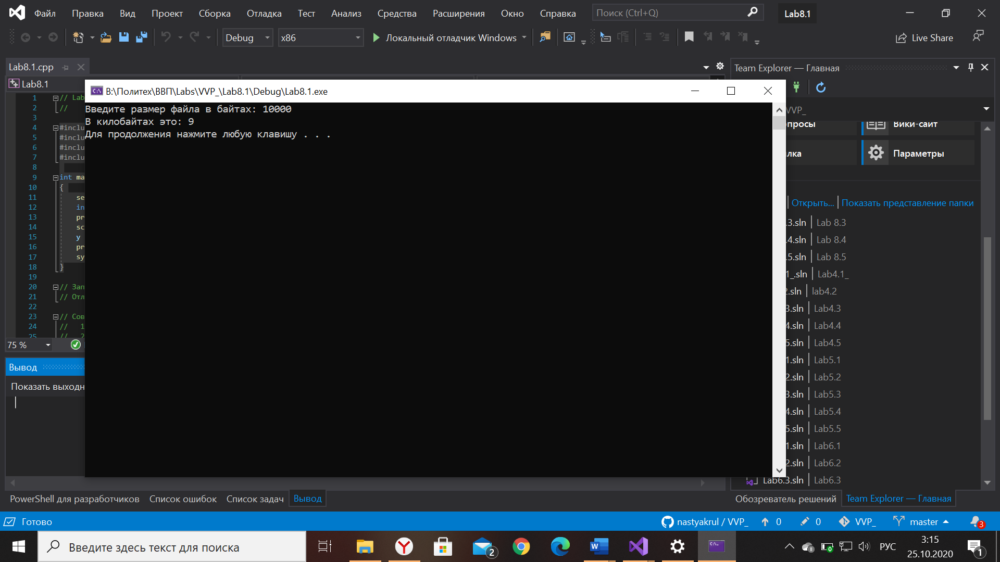 Файл Правка Вид Проект Сборка Отладка Тест Анализ Средства Расширения Окно Справка Поиск (Ctrl+Q) Lab8.1
Debug x86 Локальный отладчик Windows Live Share
Lab8.1.cpp
Team Explorer — Главная
Lab8.1
B:\Политех\ВВП\Labs\VVP_\Lab8.1\Debug\Lab8.1.exe
Введите размер файла в байтах: 10000
В килобайтах это: 9
Для продолжения нажмите любую клавишу . . .
1 // Lab
2 //
3
4 #inclu
5 #inclu
6 #inclu
7 #inclu
8
9 int ma
10 {
11 se
12 in
13 pr
14 sc
15 y
16 pr
17 sy
18 }
19
20 // Зап
21 // Отл
22
23 // Сов
24 // 1
25 // 2
75 %
Вывод
Показать выходн
VVP_
просы Вики-сайт
лка Параметры
Открыть... Показать представление папки
.3.sln Lab 8.3
.4.sln Lab 8.4
.5.sln Lab 8.5
1_.sln Lab4.1_
2.sln lab4.2
3.sln Lab4.3
4.sln Lab4.4
5.sln Lab4.5
1.sln Lab5.1
2.sln Lab5.2
3.sln Lab5.3
4.sln Lab5.4
5.sln Lab5.5
1.sln Lab6.1
2.sln Lab6.2
Lab6.3.sln Lab6.3
PowerShell для разработчиков Список ошибок Список задач Вывод
Обозреватель решений Team Explorer — Главная
Готово nastyakrul / VVP_ 0 0 VVP_ master 3
Введите здесь текст для поиска
2
РУС
3:15
25.10.2020
1